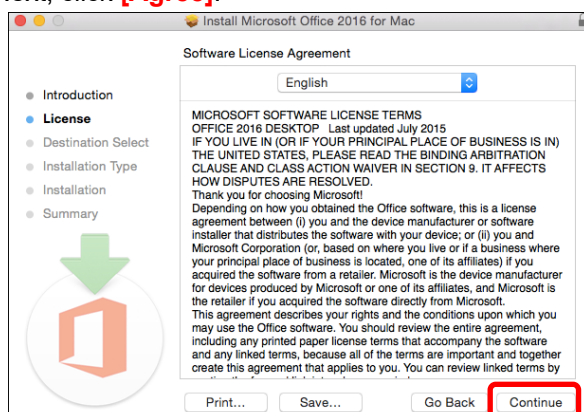 ent, click [Agree].
Install Microsoft Office 2016 for Mac
Software License Agreement
English
Introduction
License
Destination Select
Installation Type
Installation
Summary
MICROSOFT SOFTWARE LICENSE TERMS
OFFICE 2016 DESKTOP Last updated July 2015
IF YOU LIVE IN (OR IF YOUR PRINCIPAL PLACE OF BUSINESS IS IN)
THE UNITED STATES, PLEASE READ THE BINDING ARBITRATION
CLAUSE AND CLASS ACTION WAIVER IN SECTION 9. IT AFFECTS
HOW DISPUTES ARE RESOLVED.
Thank you for choosing Microsoft!
Depending on how you obtained the Office software, this is a license
agreement between (i) you and the device manufacturer or software
installer that distributes the software with your device; or (ii) you and
Microsoft Corporation (or, based on where you live or if a business where
your principal place of business is located, one of its affiliates) if you
acquired the software from a retailer. Microsoft is the device manufacturer
for devices produced by Microsoft or one of its affiliates, and Microsoft is
the retailer if you acquired the software directly from Microsoft.
This agreement describes your rights and the conditions upon which you
may use the Office software. You should review the entire agreement,
including any printed paper license terms that accompany the software
and any linked terms, because all of the terms are important and together
create this agreement that applies to you. You can review linked terms by
Print...
Save...
Go Back
Continue